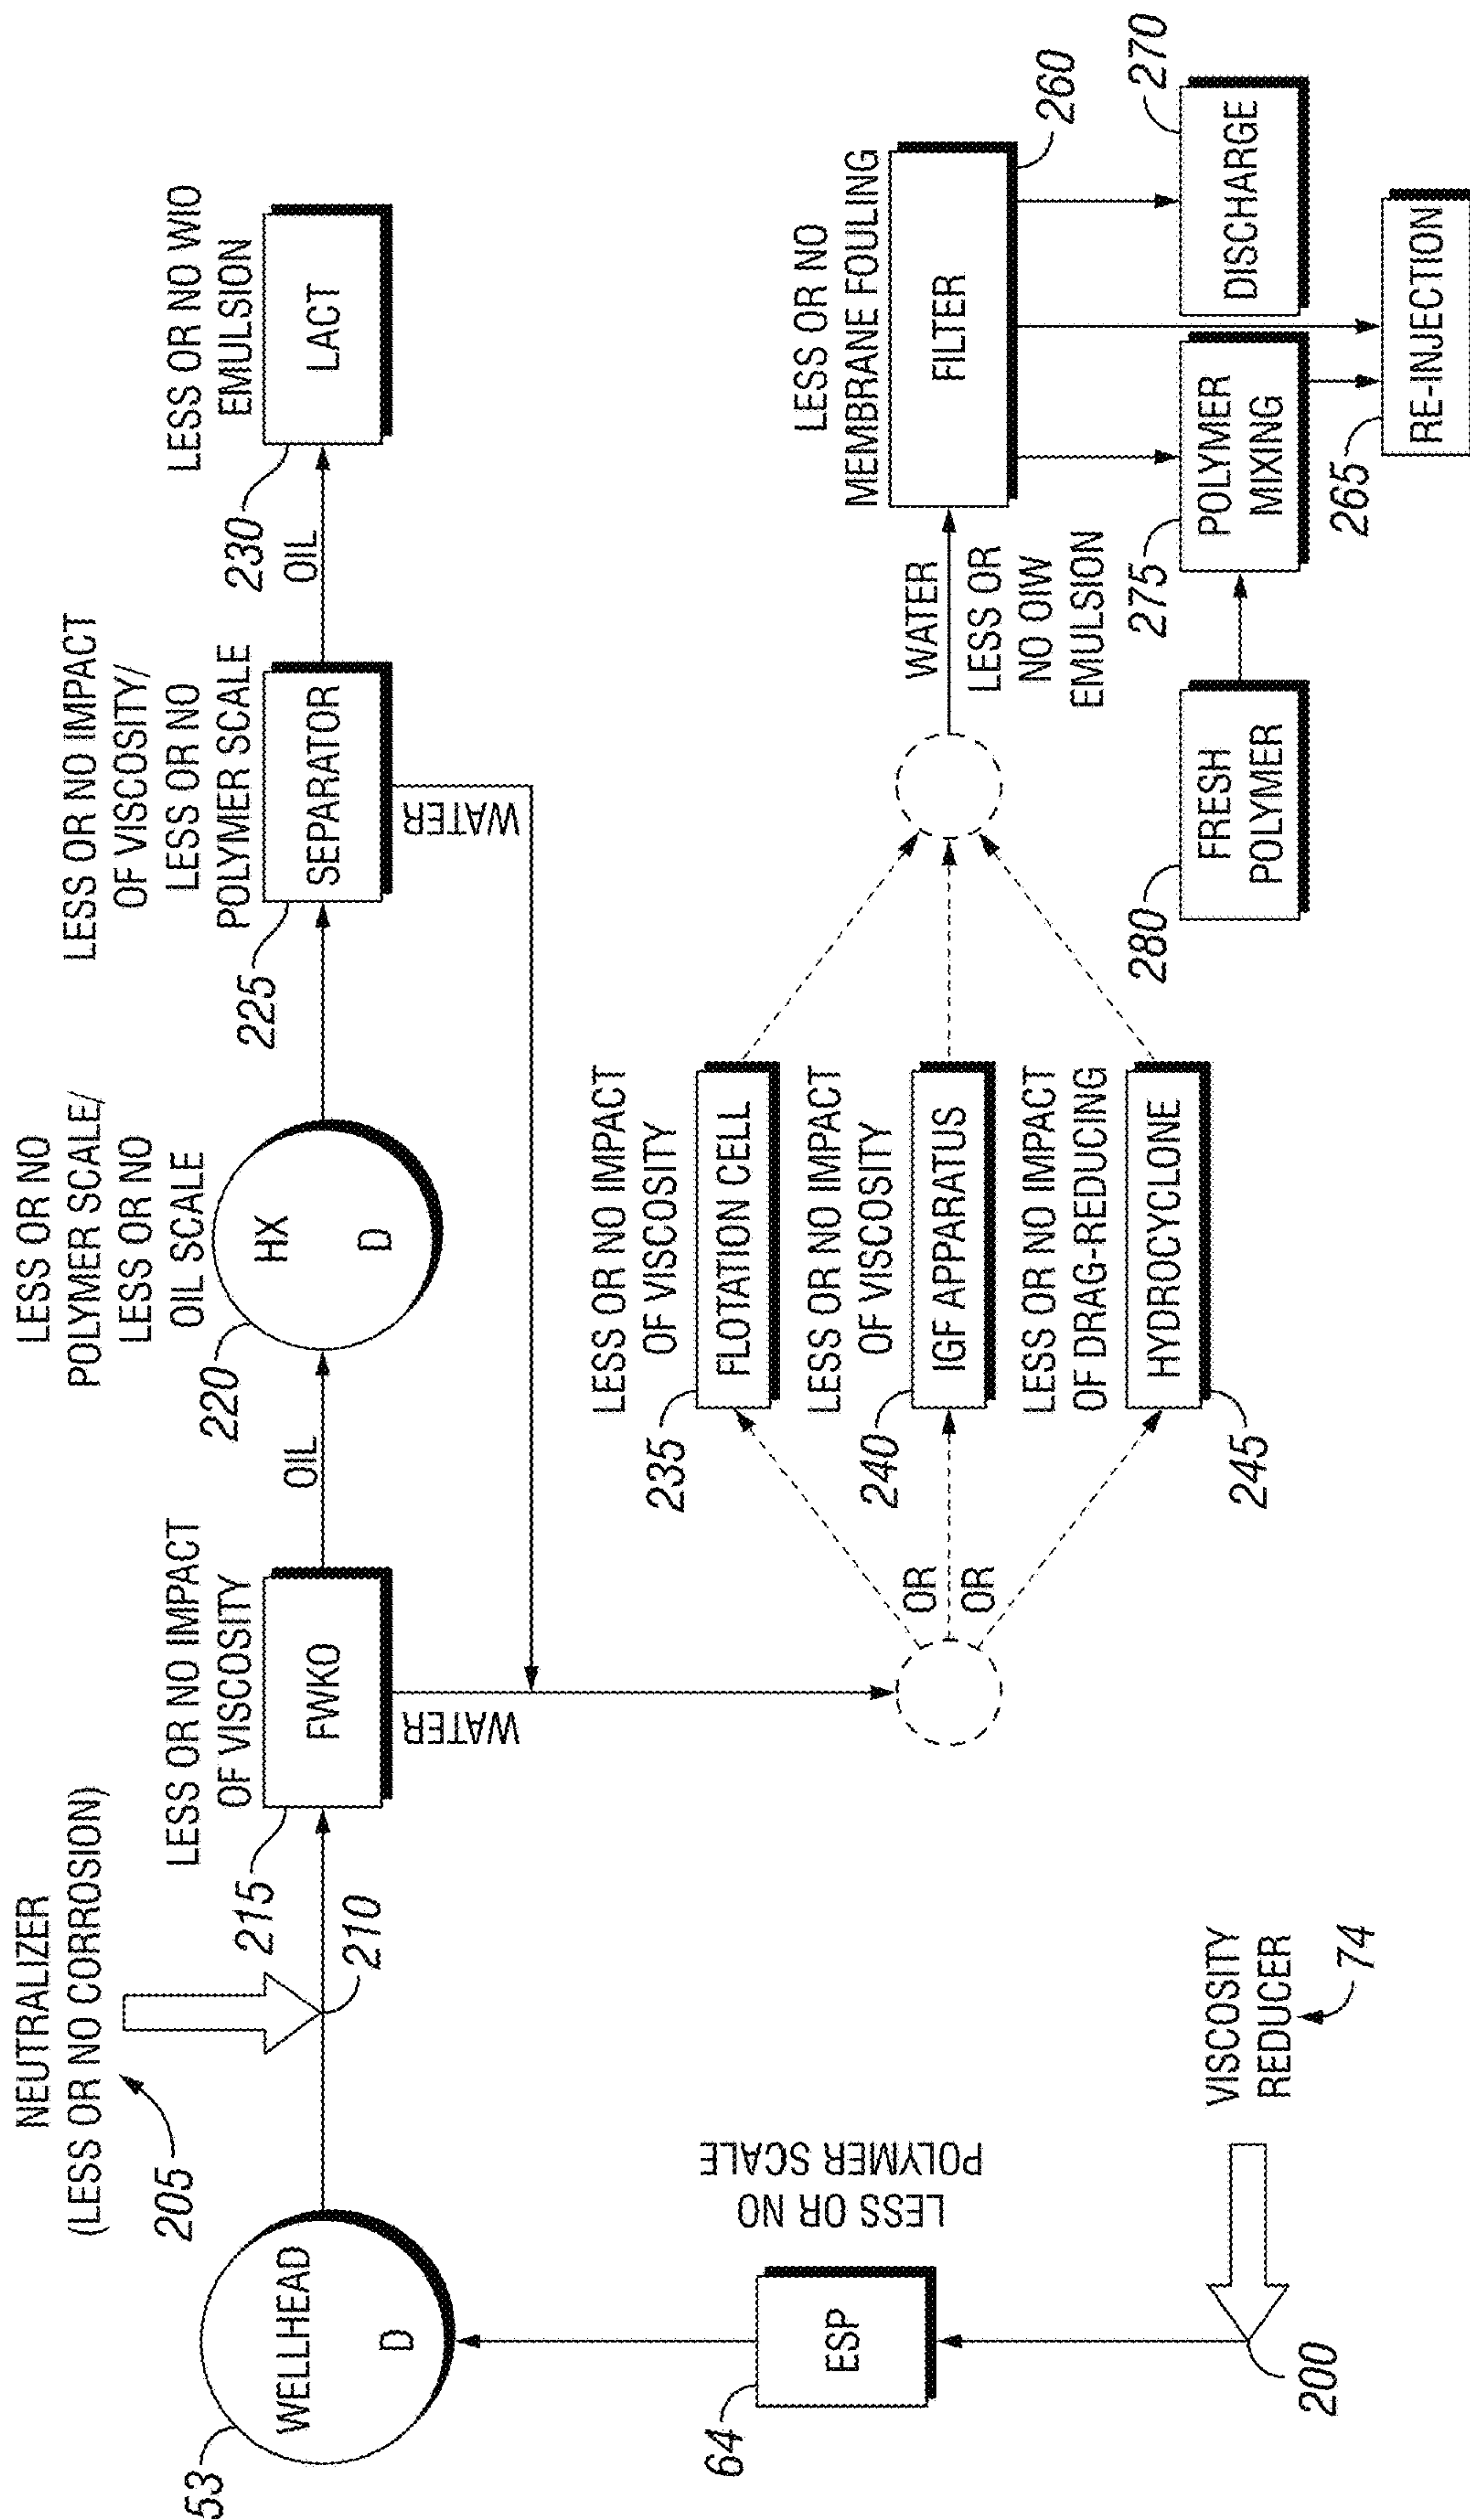 NEUTRALIZER
(LESS OR NO CORROSION)
205
53
WELLHEAD
D
210
215
LESS OR NO IMPACT
OF VISCOSITY
FWKO
WATER
OIL
220
LESS OR NO
POLYMER SCALE/
LESS OR NO
OIL SCALE
HX
D
225
LESS OR NO IMPACT
OF VISCOSITY/
LESS OR NO
POLYMER SCALE
SEPARATOR
WATER
OIL
230
LESS OR NO WIO
EMULSION
LACT
64
ESP
LESS OR NO
POLYMER SCALE
200
VISCOSITY
REDUCER
74
OR
OR
235
LESS OR NO IMPACT
OF VISCOSITY
FLOTATION CELL
240
LESS OR NO IMPACT
OF VISCOSITY
IGF APPARATUS
245
LESS OR NO IMPACT
OF DRAG-REDUCING
HYDROCYCLONE
WATER
LESS OR
NO OIW
EMULSION
LESS OR NO
MEMBRANE FOULING
FILTER
260
280
FRESH
POLYMER
275
POLYMER
MIXING
270
DISCHARGE
265
RE-INJECTION